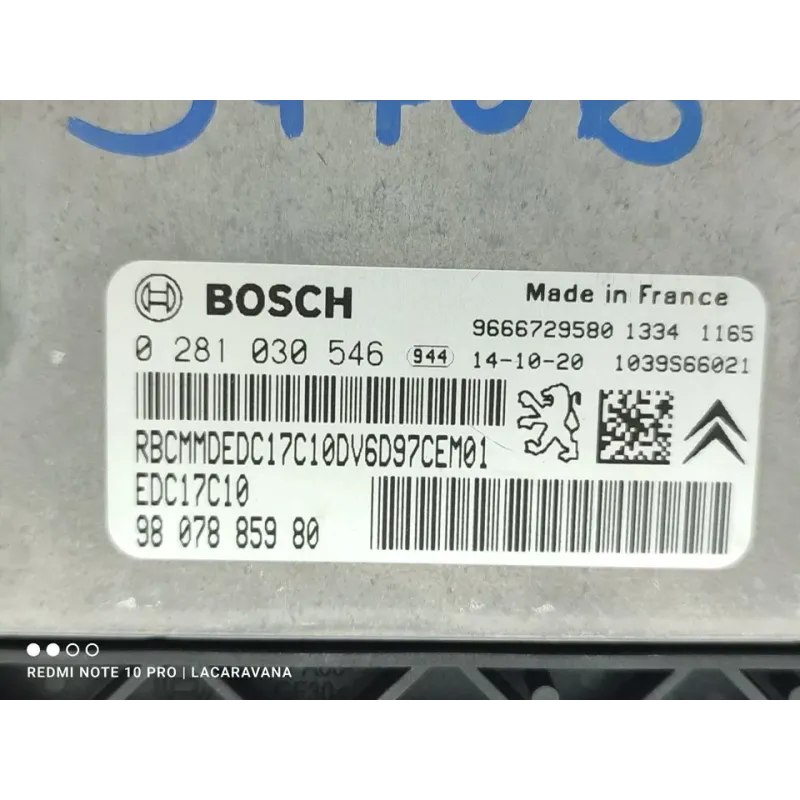 BOSCH
Made in France
9666729580 1334 1165
0 281 030 546 944 14-10-20 1039S66021
RBCMMDEDC17C10DV6D97CEM01
EDC17C10
98 078 859 80
REDMI NOTE 10 PRO | LACARAVANA